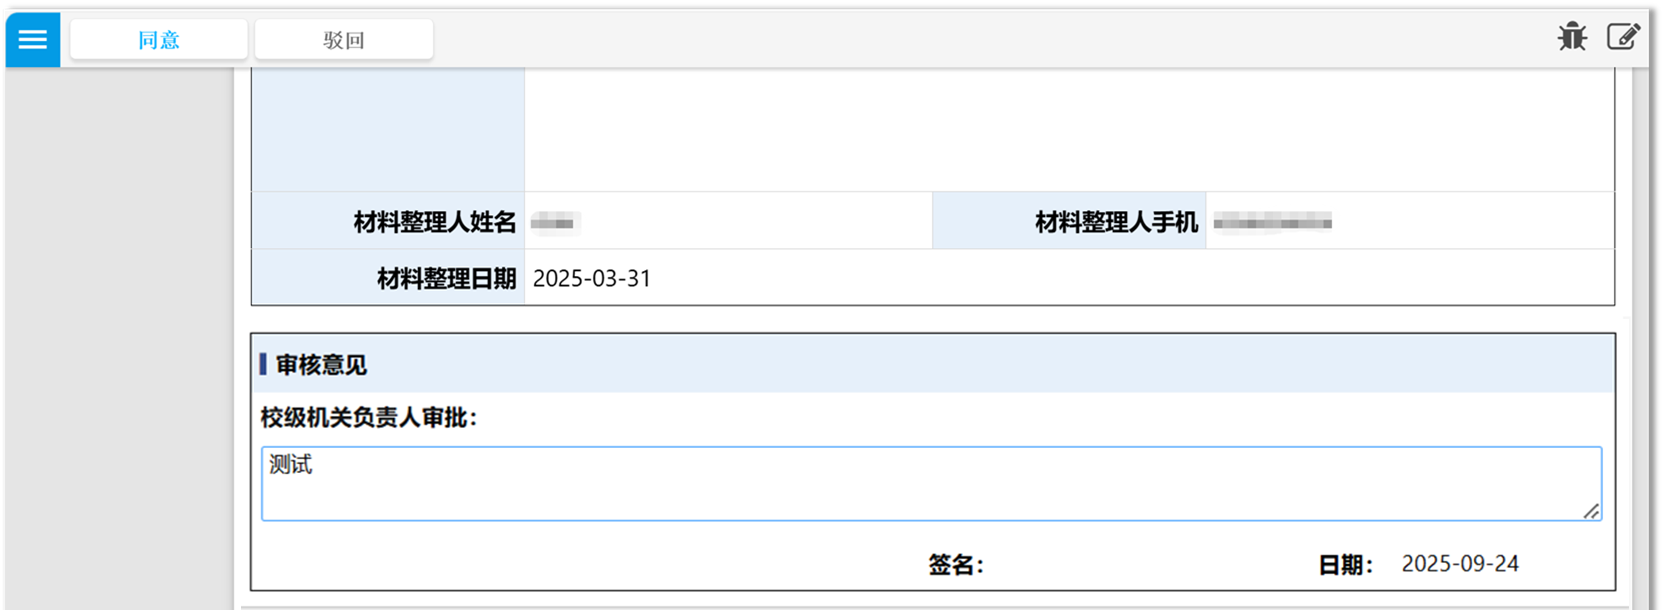 同意 驳回
材料整理人姓名 材料整理人手机
材料整理日期 2025-03-31
审核意见
校级机关负责人审批：
测试
签名： 日期： 2025-09-24